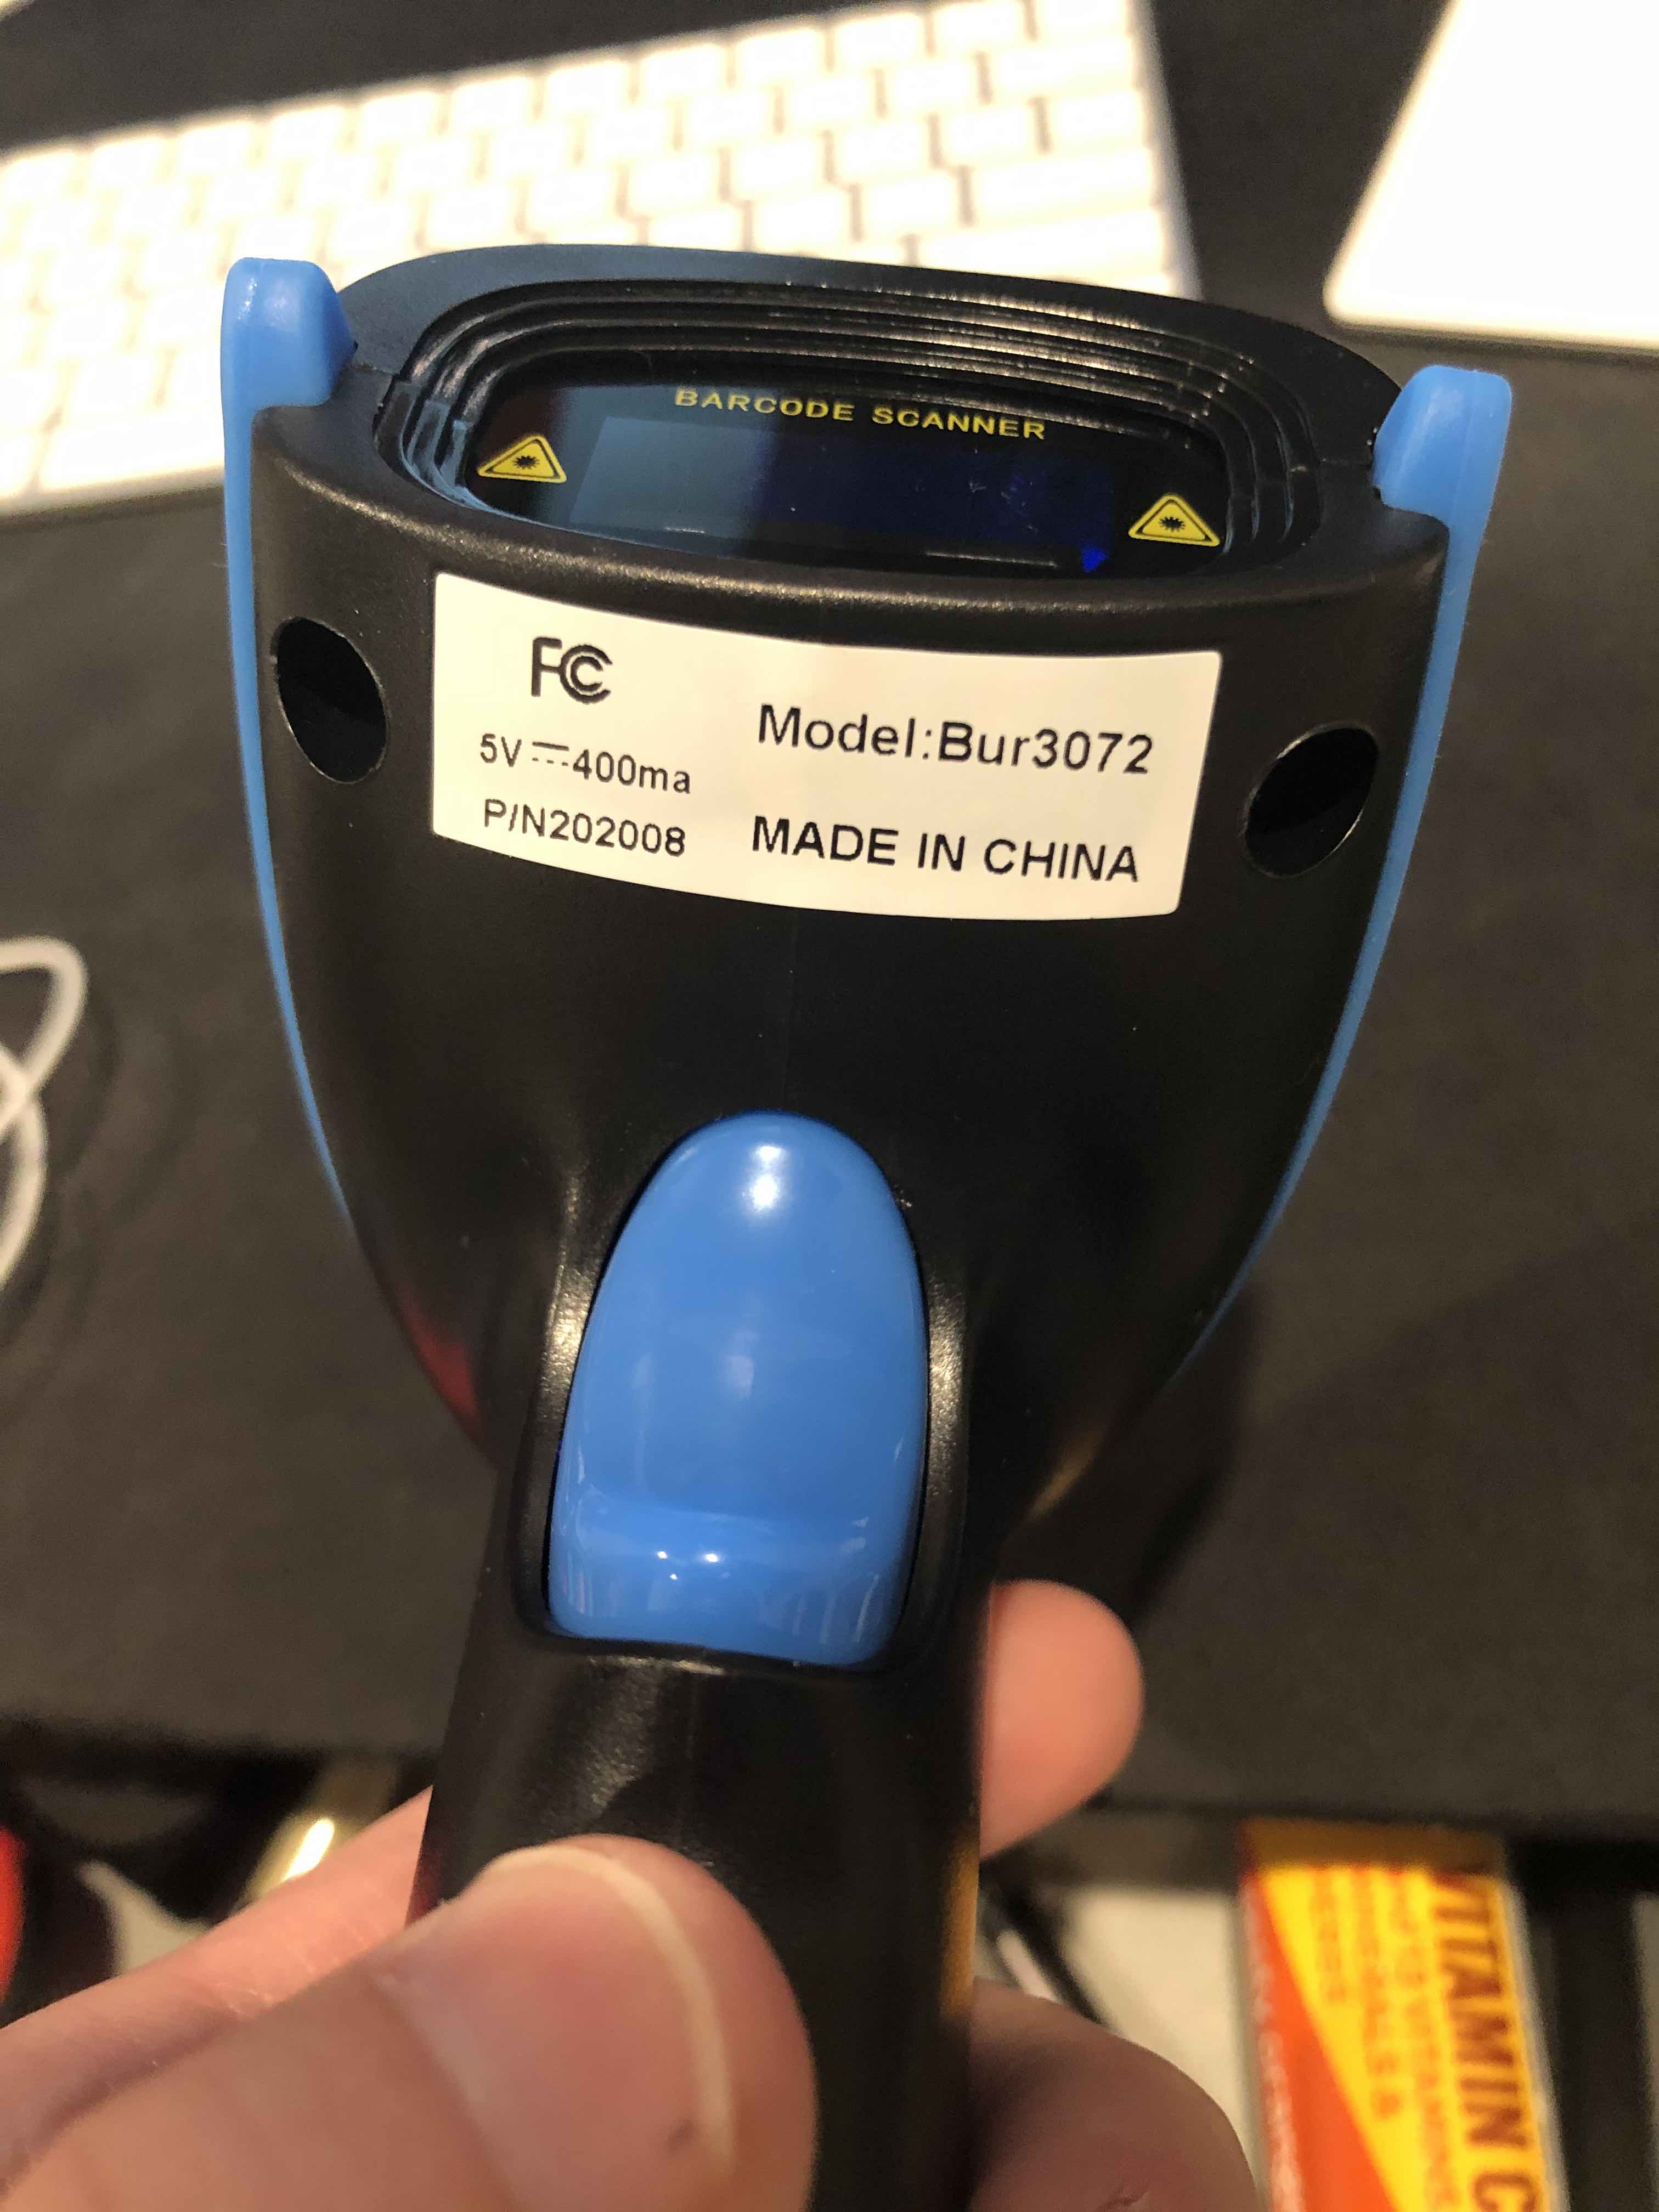 BARCODE SCANNER
FC
5V⎓400ma
P/N202008
Model:Bur3072
MADE IN CHINA
VITAMIN C